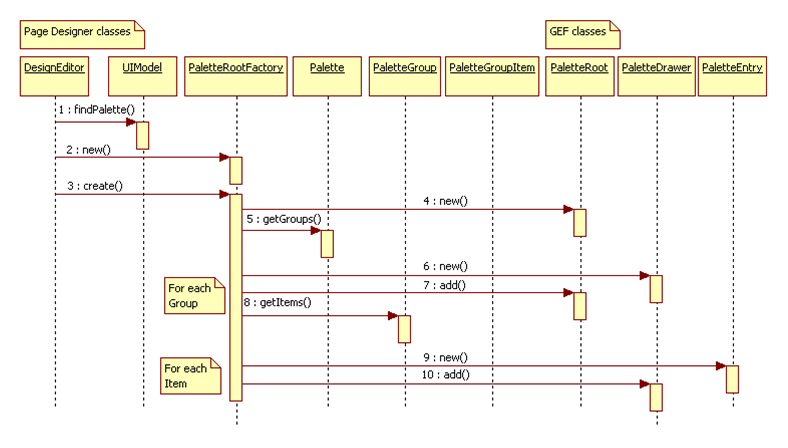 Page Designer classes
GEF classes
DesignEditor
UIModel
PaletteRootFactory
Palette
PaletteGroup
PaletteGroupItem
PaletteRoot
PaletteDrawer
PaletteEntry
1 : findPalette()
2 : new()
3 : create()
4 : new()
5 : getGroups()
6 : new()
7 : add()
For each
Group
8 : getItems()
9 : new()
For each
Item
10 : add()